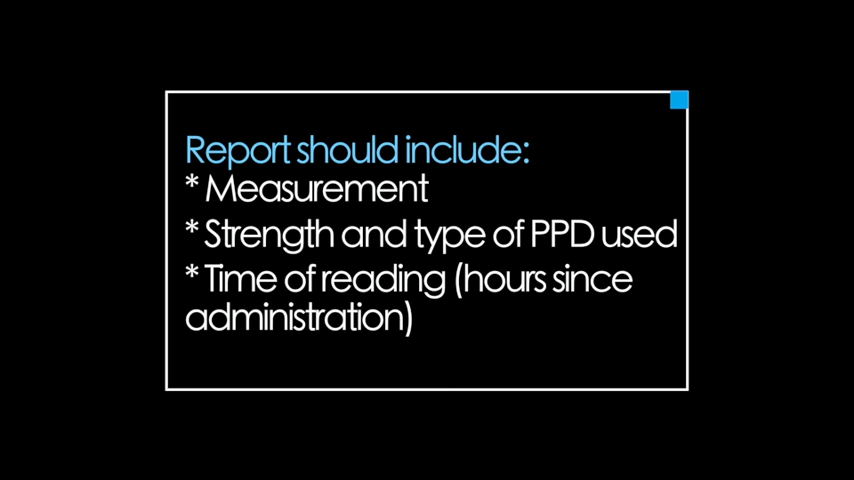 Report should include:
* Measurement
* Strength and type of PPD used
* Time of reading (hours since
administration)